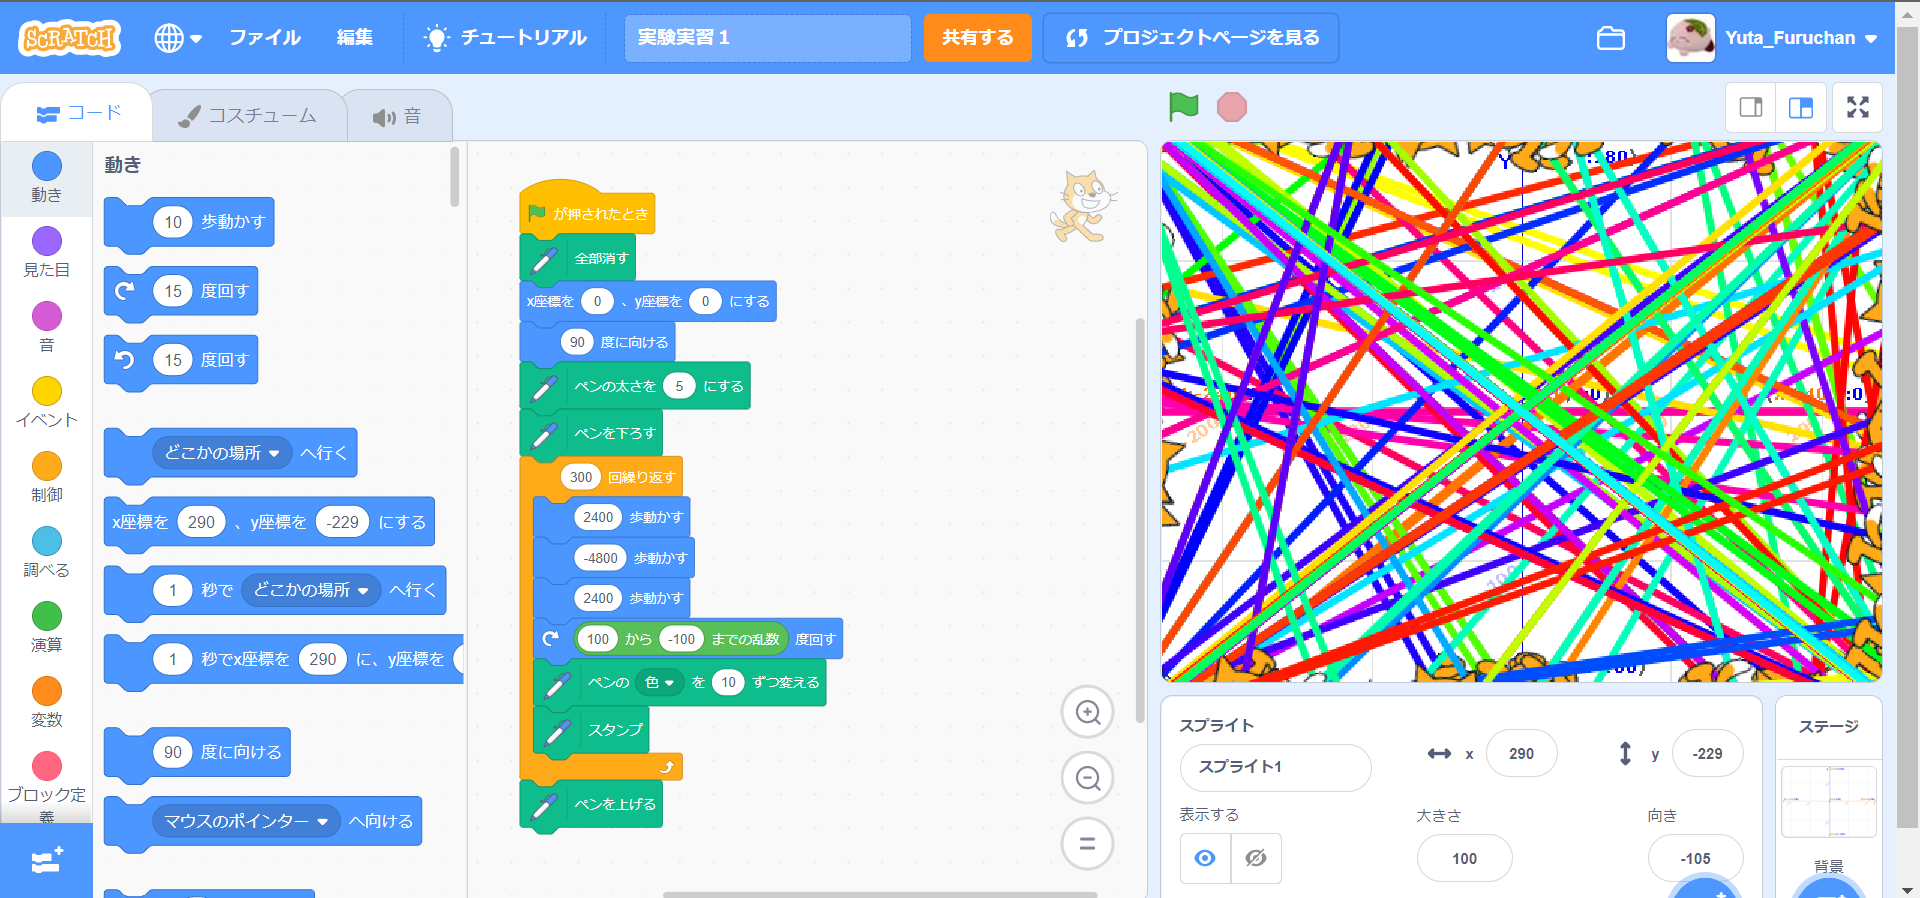 SCRATCH
ファイル
編集
チュートリアル
実験実習１
共有する
プロジェクトページを見る
Yuta_Furuchan
コード
コスチューム
音
動き
見た目
音
イベント
制御
調べる
演算
変数
ブロック定
義
動き
10 歩動かす
15 度回す
15 度回す
どこかの場所 へ行く
x座標を 290 、y座標を -229 にする
1 秒で どこかの場所 へ行く
1 秒でx座標を 290 に、y座標を
90 度に向ける
マウスのポインター へ向ける
が押されたとき
全部消す
x座標を 0 、y座標を 0 にする
90 度に向ける
ペンの太さを 5 にする
ペンを下ろす
300 回繰り返す
2400 歩動かす
-4800 歩動かす
2400 歩動かす
100 から -100 までの乱数 度回す
ペンの 色 を 10 ずつ変える
スタンプ
ペンを上げる
スプライト
スプライト1
x 290
y -229
表示する
大きさ
100
向き
-105
ステージ
背景